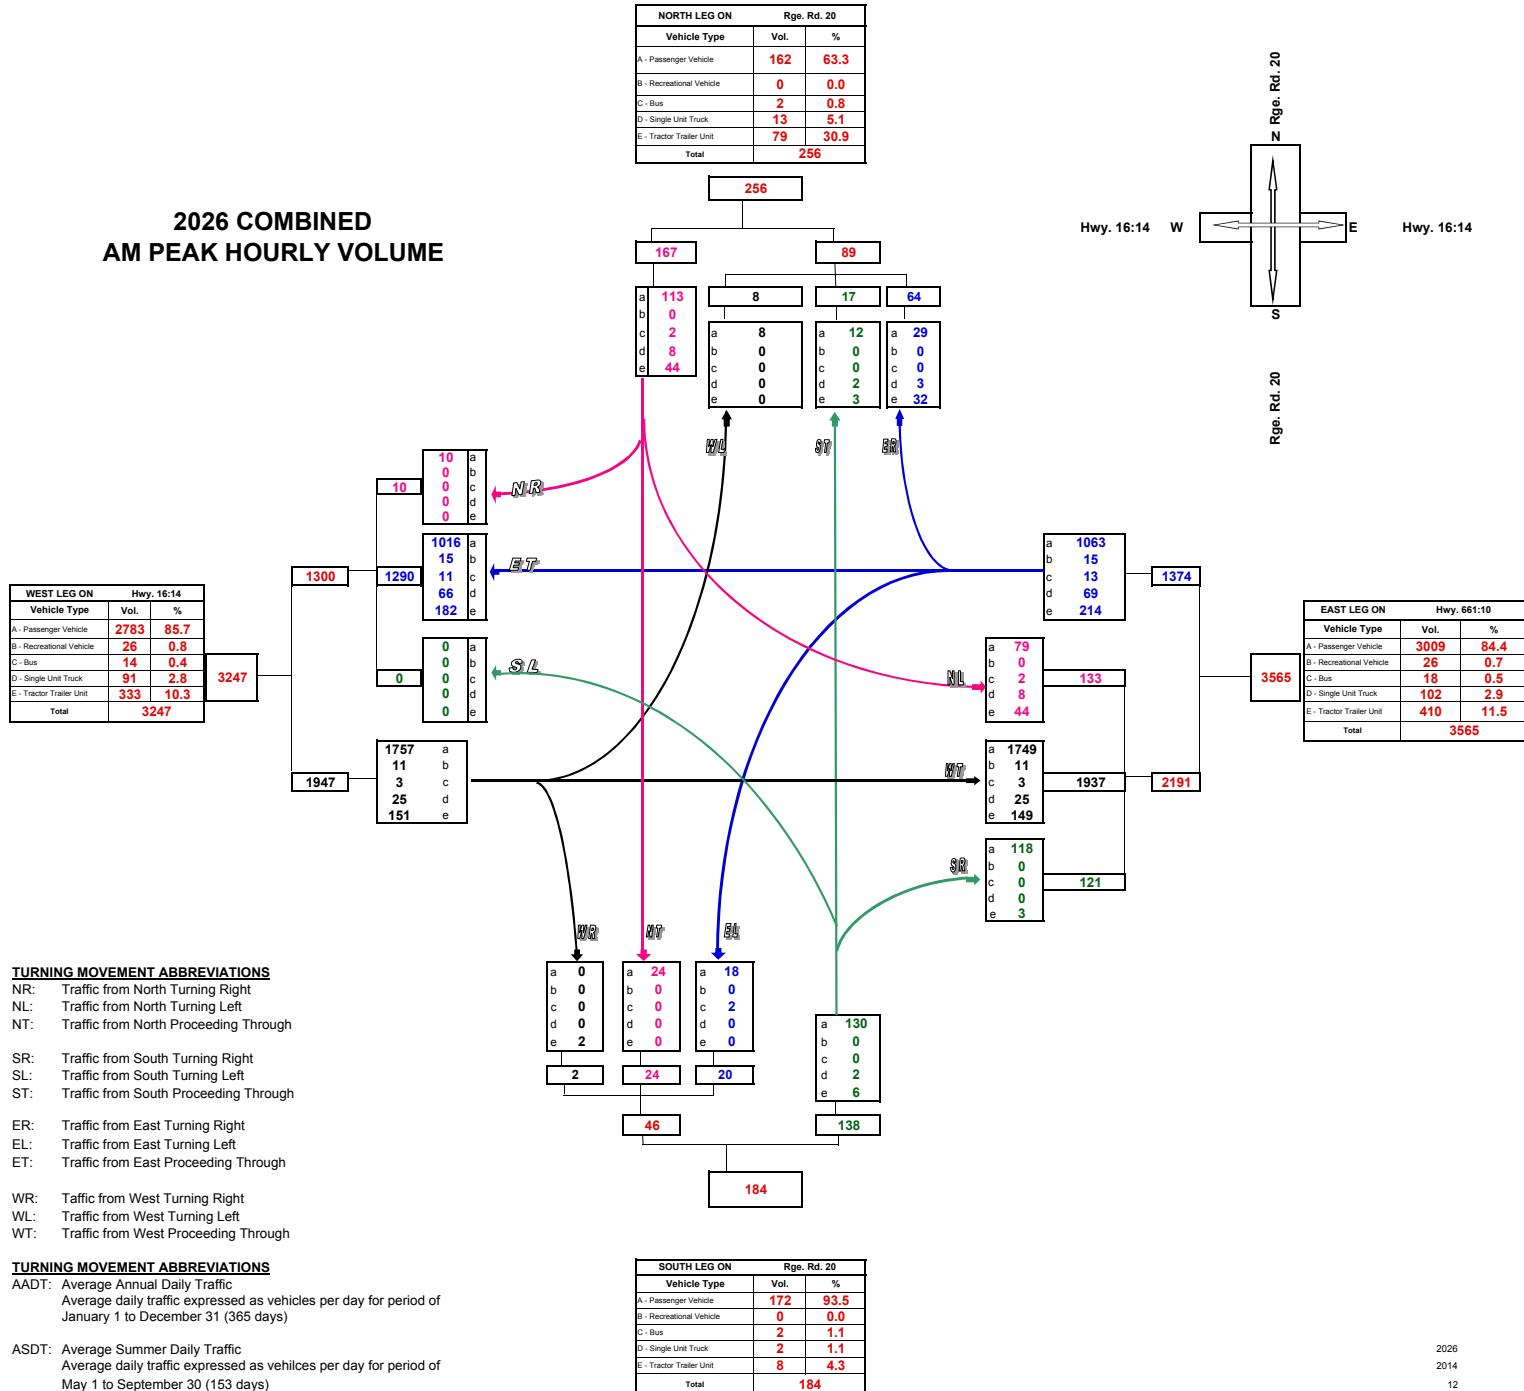 NORTH LEG ON Rge. Rd. 20
Vehicle Type Vol. %
A - Passenger Vehicle 162 63.3
B - Recreational Vehicle 0 0.0
C - Bus 2 0.8
D - Single Unit Truck 13 5.1
E - Tractor Trailer Unit 79 30.9
Total 256
256
2026 COMBINED
AM PEAK HOURLY VOLUME
Rge. Rd. 20
N
Hwy. 16:14 W E Hwy. 16:14
S
Rge. Rd. 20
167 89
8 17 64
a 113
b 0
c 2
d 8
e 44
a 8
b 0
c 0
d 0
e 0
a 12
b 0
c 0
d 2
e 3
a 29
b 0
c 0
d 3
e 32
WL ST ER
10 a
0 b
0 c
0 d
0 e
10
NR
1016 a
15 b
11 c
66 d
182 e
1300 1290
ET
0 a
0 b
0 c
0 d
0 e
0
SL
a 1063
b 15
c 13
d 69
e 214
1374
WEST LEG ON Hwy. 16:14
Vehicle Type Vol. %
A - Passenger Vehicle 2783 85.7
B - Recreational Vehicle 26 0.8
C - Bus 14 0.4
D - Single Unit Truck 91 2.8
E - Tractor Trailer Unit 333 10.3
Total 3247
3247
EAST LEG ON Hwy. 661:10
Vehicle Type Vol. %
A - Passenger Vehicle 3009 84.4
B - Recreational Vehicle 26 0.7
C - Bus 18 0.5
D - Single Unit Truck 102 2.9
E - Tractor Trailer Unit 410 11.5
Total 3565
3565
NL
a 79
b 0
c 2
d 8
e 44
133
1947
1757 a
11 b
3 c
25 d
151 e
WT
a 1749
b 11
c 3
d 25
e 149
1937 2191
SR
a 118
b 0
c 0
d 0
e 3
121
WR NT EL
a 0
b 0
c 0
d 0
e 2
2
a 24
b 0
c 0
d 0
e 0
24
a 18
b 0
c 2
d 0
e 0
20
a 130
b 0
c 0
d 2
e 6
46 138
184
TURNING MOVEMENT ABBREVIATIONS
NR: Traffic from North Turning Right
NL: Traffic from North Turning Left
NT: Traffic from North Proceeding Through
SR: Traffic from South Turning Right
SL: Traffic from South Turning Left
ST: Traffic from South Proceeding Through
ER: Traffic from East Turning Right
EL: Traffic from East Turning Left
ET: Traffic from East Proceeding Through
WR: Taffic from West Turning Right
WL: Traffic from West Turning Left
WT: Traffic from West Proceeding Through
TURNING MOVEMENT ABBREVIATIONS
AADT: Average Annual Daily Traffic
Average daily traffic expressed as vehicles per day for period of
January 1 to December 31 (365 days)
ASDT: Average Summer Daily Traffic
Average daily traffic expressed as vehilces per day for period of
May 1 to September 30 (153 days)
SOUTH LEG ON Rge. Rd. 20
Vehicle Type Vol. %
A - Passenger Vehicle 172 93.5
B - Recreational Vehicle 0 0.0
C - Bus 2 1.1
D - Single Unit Truck 2 1.1
E - Tractor Trailer Unit 8 4.3
Total 184
2026
2014
12